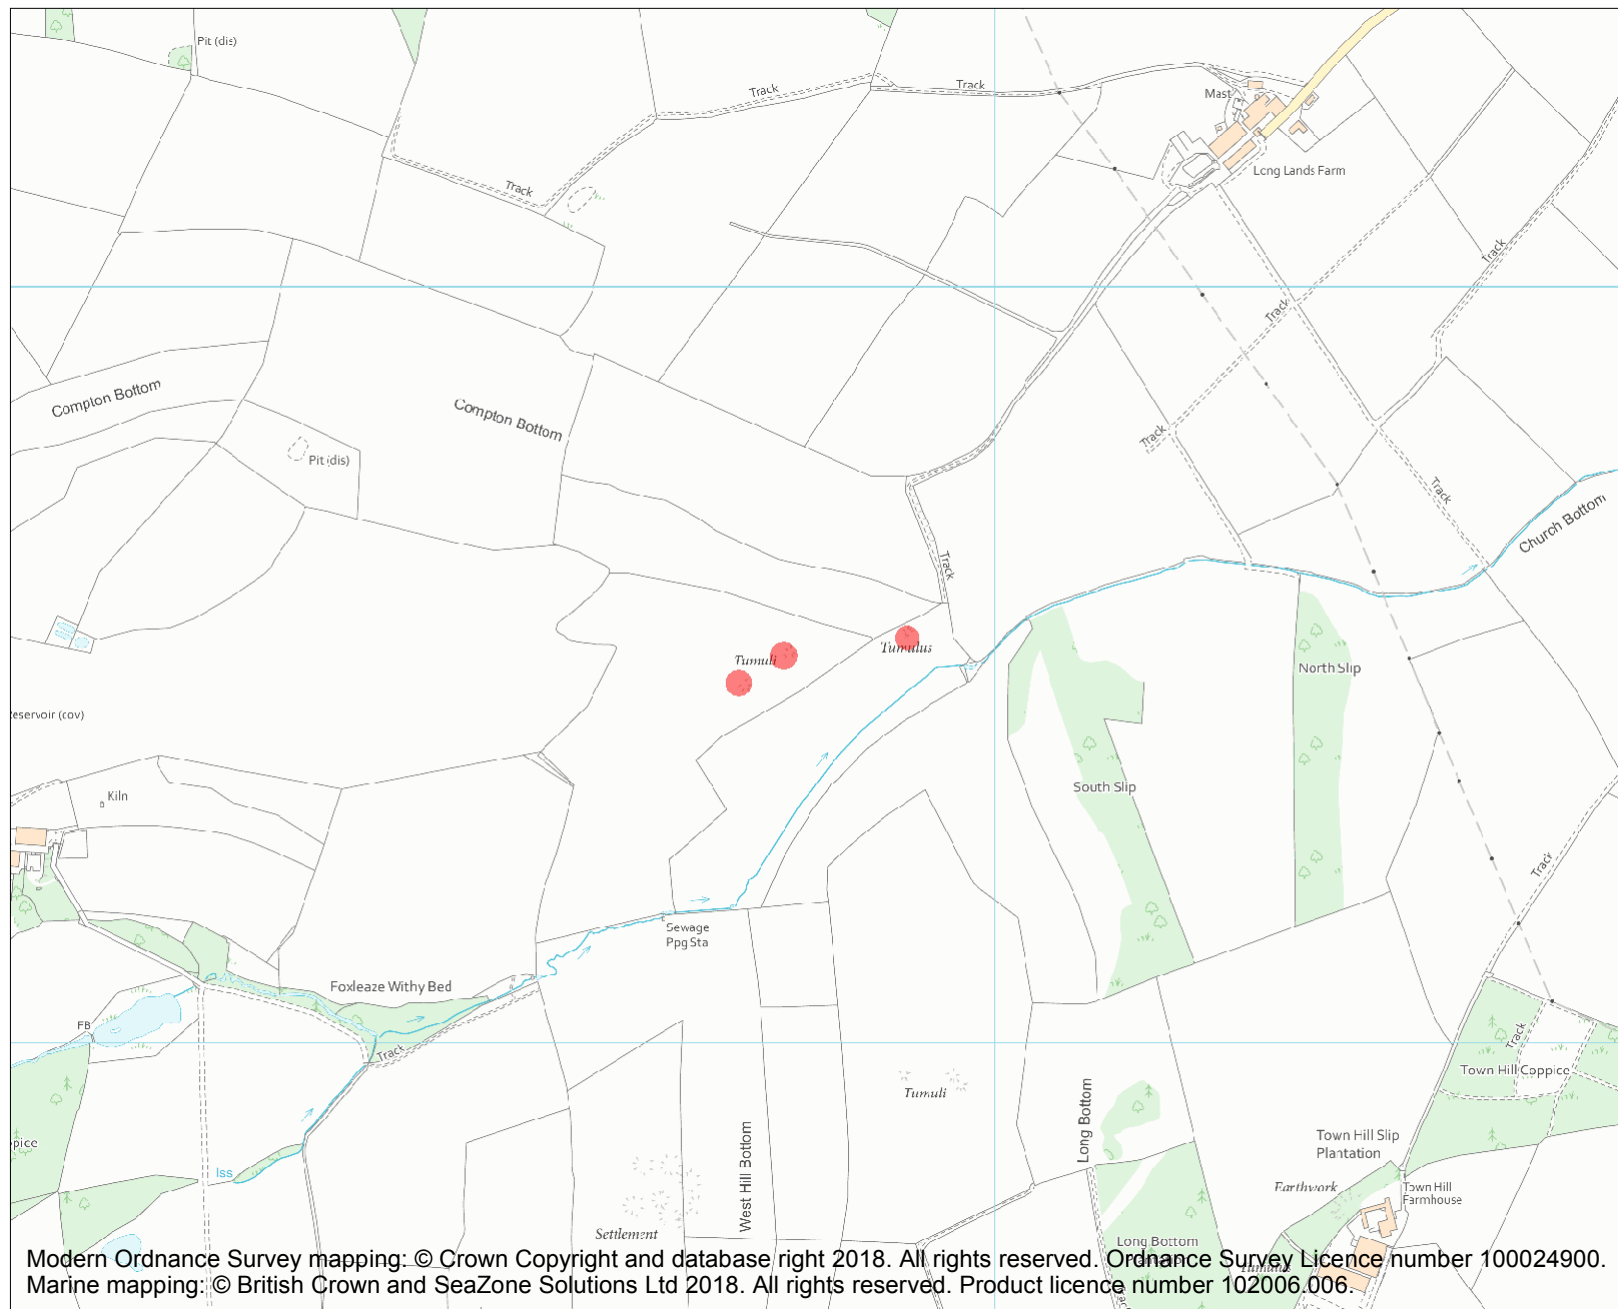 Pit (dis)
Track
Track
Mast
Long Lands Farm
Track
Track
Track
Compton Bottom
Compton Bottom
Track
Pit (dis)
Track
Church Bottom
Track
Tumulus
Tumuli
North Slip
Reservoir (cov)
South Slip
Kiln
Track
Sewage
Ppg Sta
Foxleaze Withy Bed
FB
Track
Track
Town Hill Coppice
Tumuli
Long Bottom
Town Hill Slip
Plantation
pice
Iss
West Hill Bottom
Earthwork
Town Hill
Farmhouse
Settlement
Long Bottom
Plantation
Tumulus
Modern Ordnance Survey mapping: © Crown Copyright and database right 2018. All rights reserved. Ordnance Survey Licence number 100024900.
Marine mapping: © British Crown and SeaZone Solutions Ltd 2018. All rights reserved. Product licence number 102006.006.